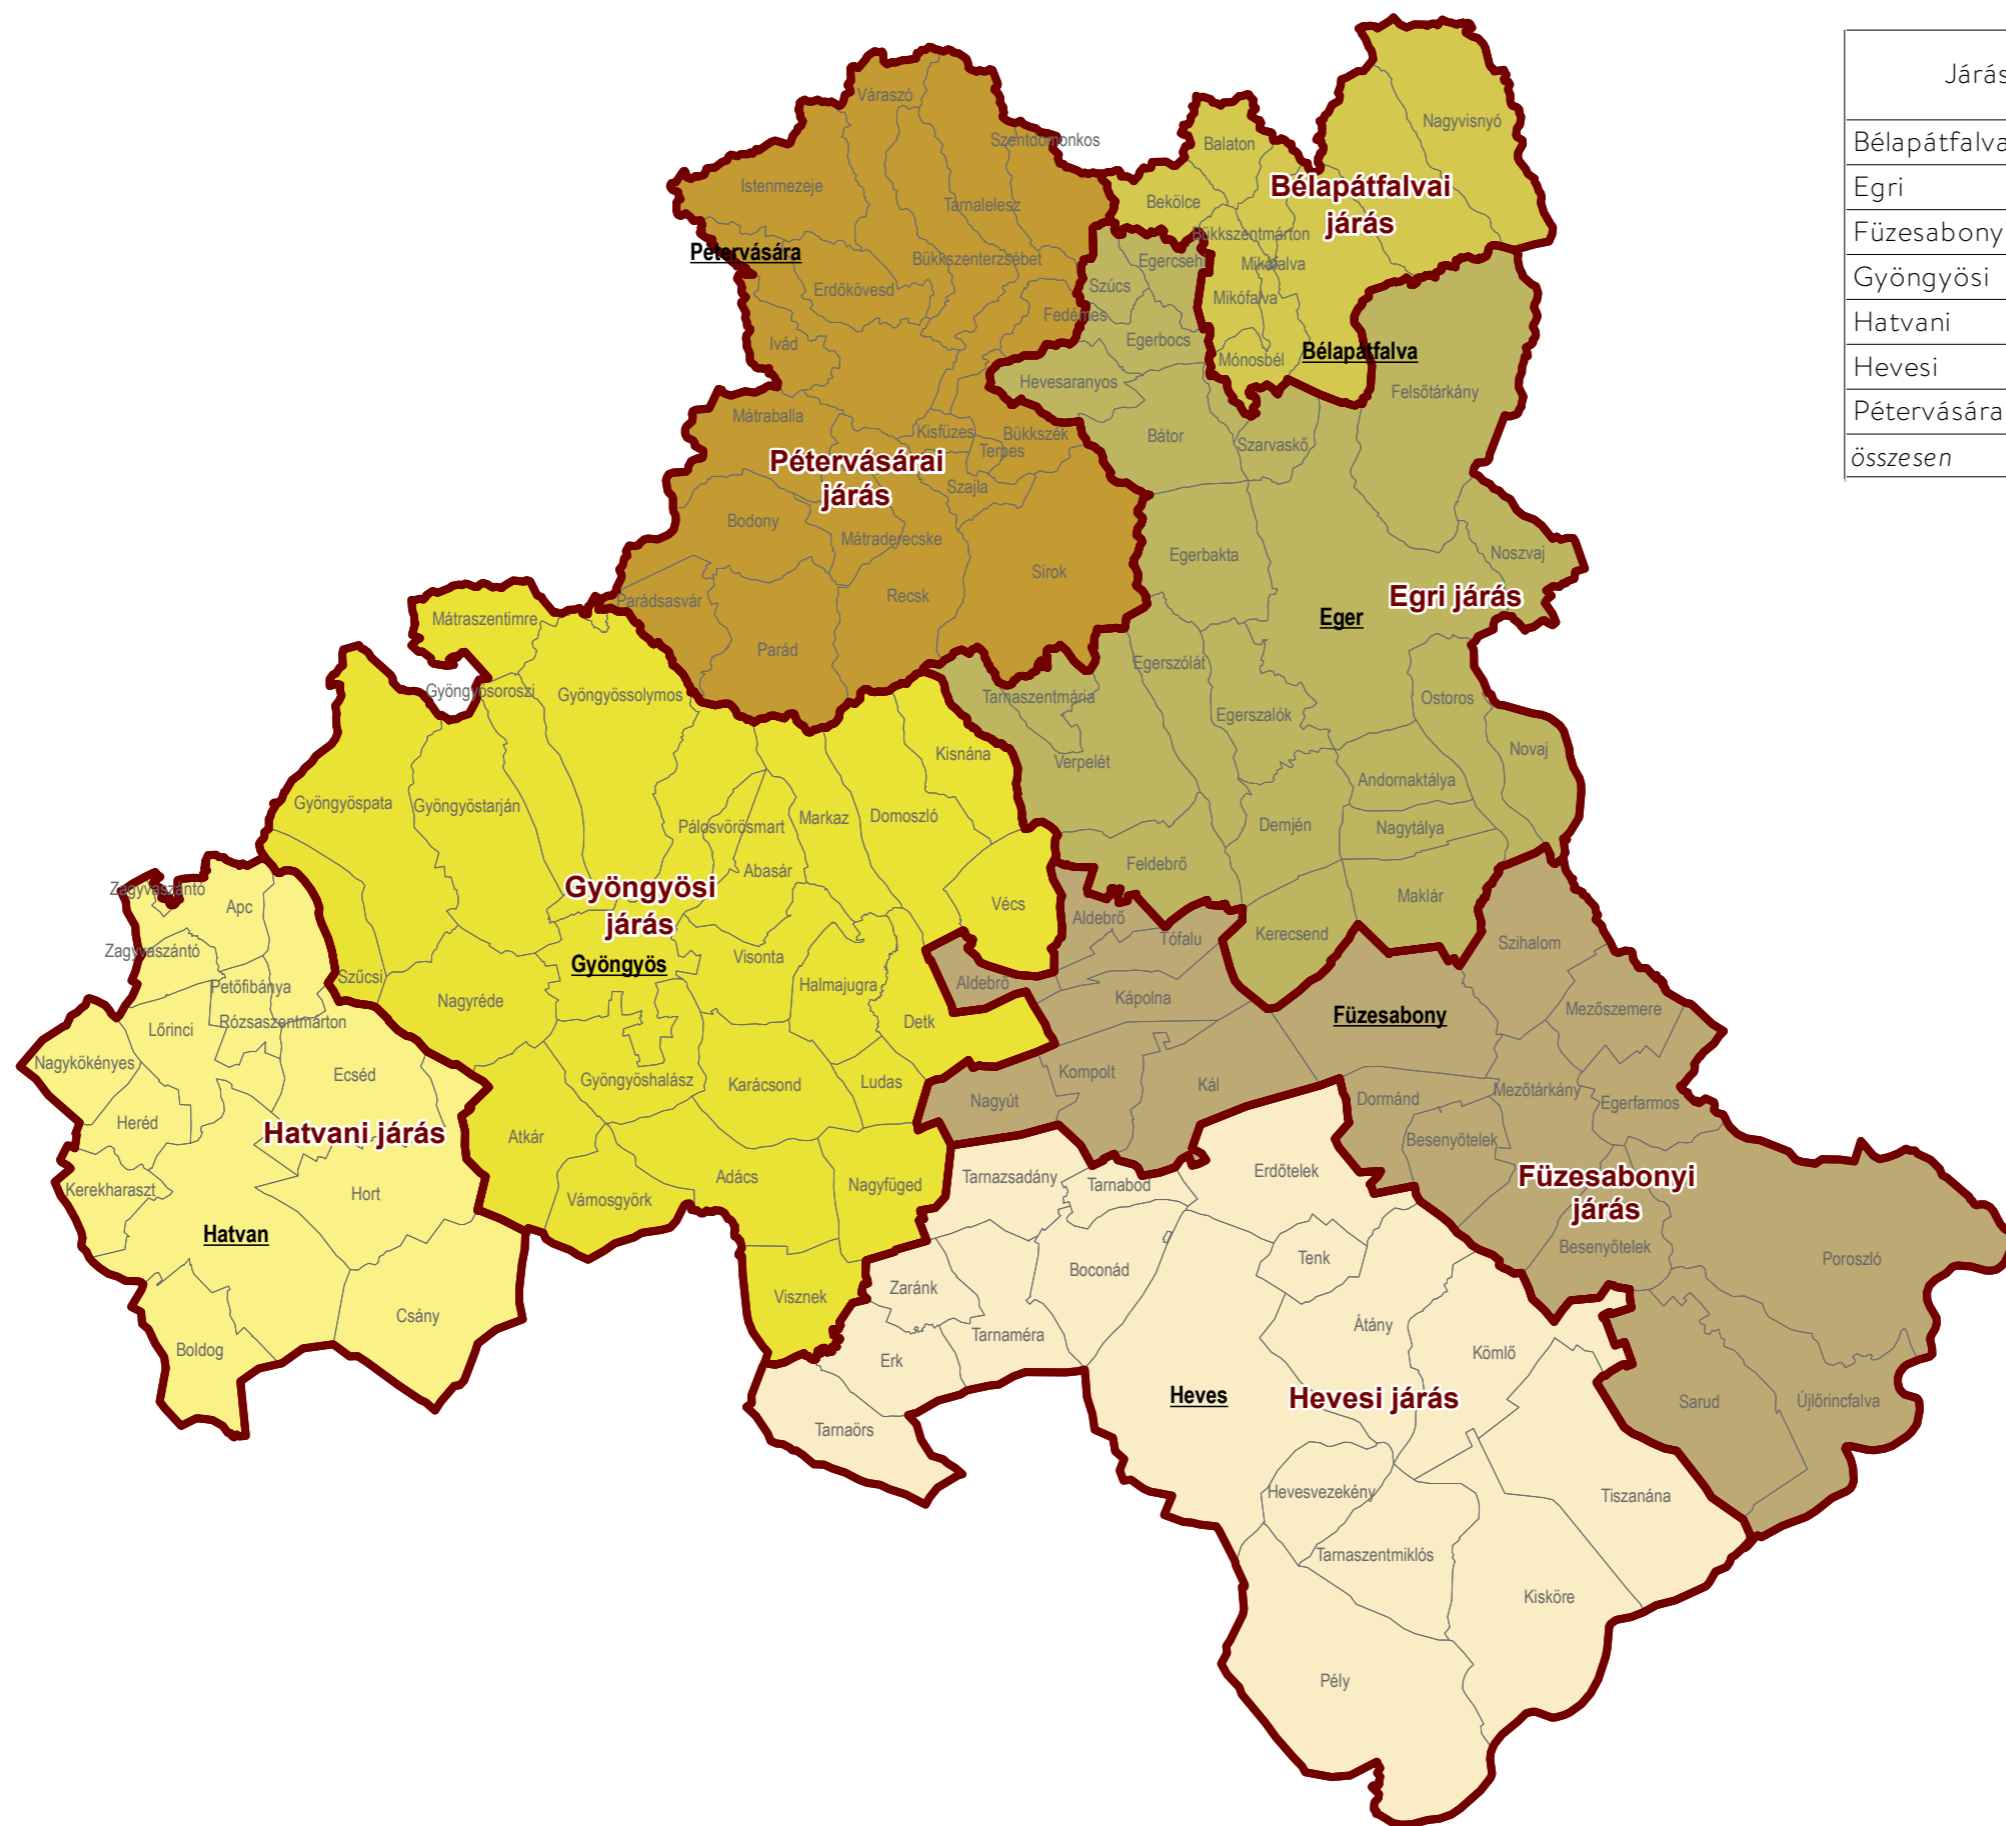 Járás
Bélapátfalva
Egri
Füzesabony
Gyöngyösi
Hatvani
Hevesi
Pétervására
összesen
Váraszó
Szentdomonkos
Istenmezeje
Tarnalelesz
Pétervására
Bükkszenterzsébet
Erdőkövesd
Fedémes
Ivád
Mátraballa
Kisfüzes
Bükkszék
Terpes
Pétervásárai
járás
Szajla
Bodony
Mátraderecske
Sirok
Recsk
Parádsasvár
Parád
Nagyvisnyó
Balaton
Bélapátfalvai
járás
Bekölce
Bükkszentmárton
Mikófalva
Mikófalva
Mónosbél
Bélapátfalva
Egercsehi
Szúcs
Egerbocs
Hevesaranyos
Felsőtárkány
Bátor
Szarvaskő
Egerbakta
Noszvaj
Egri járás
Eger
Egerszólát
Tarnaszentmária
Ostoros
Egerszalók
Novaj
Verpelét
Andornaktálya
Demjén
Nagytálya
Feldebrő
Maklár
Kerecsend
Mátraszentimre
Gyöngyösoroszi
Gyöngyössolymos
Kisnána
Gyöngyöspata
Gyöngyöstarján
Pálosvörösmart
Markaz
Domoszló
Abasár
Gyöngyösi
járás
Vécs
Visonta
Gyöngyös
Szűcsi
Nagyréde
Halmajugra
Detk
Gyöngyöshalász
Karácsond
Ludas
Atkár
Adács
Nagyfüged
Vámosgyörk
Visznek
Zagyvaszántó
Apc
Zagyvaszántó
Petőfibánya
Lőrinci
Rózsaszentmárton
Nagykökényes
Ecséd
Heréd
Hatvani járás
Kerekharaszt
Hort
Hatvan
Csány
Boldog
Aldebrő
Tófalu
Aldebrő
Kápolna
Szihalom
Füzesabony
Mezőszemere
Kompolt
Kál
Nagyút
Dormánd
Mezőtárkány
Egerfarmos
Besenyőtelek
Füzesabonyi
járás
Besenyőtelek
Poroszló
Sarud
Újlőrincfalva
Tarnazsadány
Tarnabod
Erdőtelek
Boconád
Tenk
Zaránk
Tarnaméra
Átány
Kömlő
Erk
Heves
Hevesi járás
Tarnaörs
Hevesvezekény
Tiszanána
Tarnaszentmiklós
Kisköre
Pély